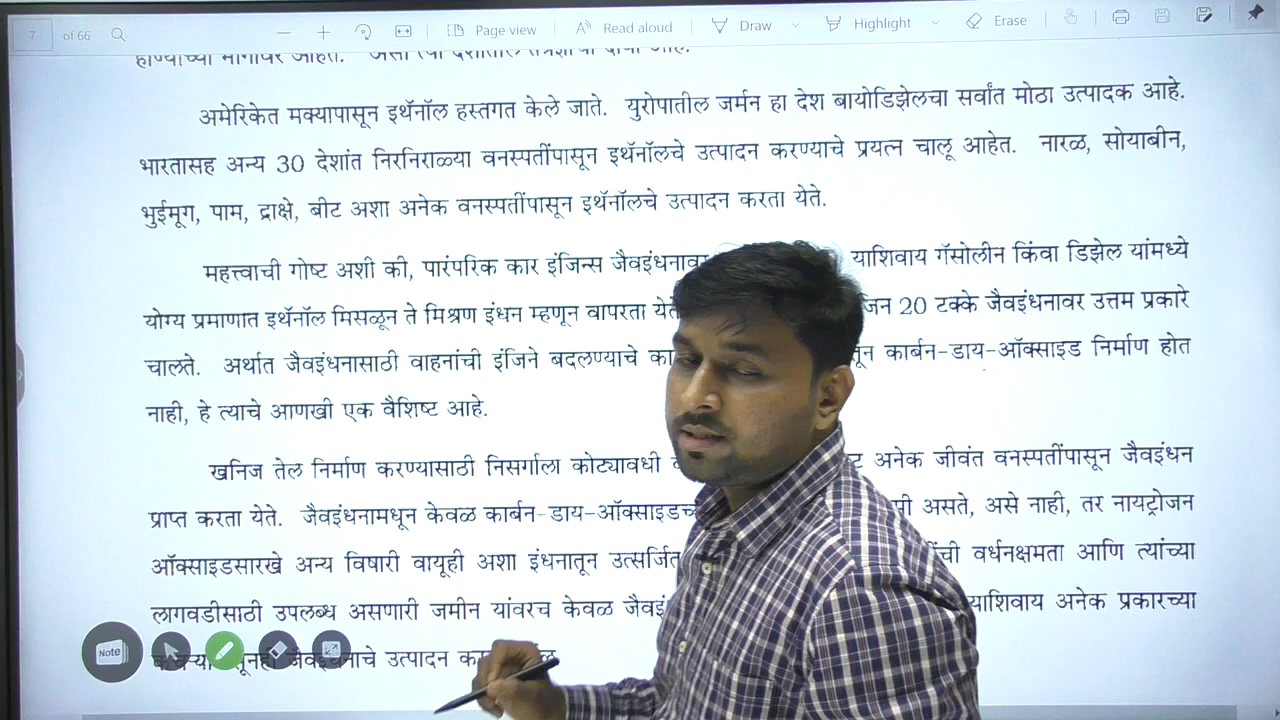 7 of 66 Page view Read aloud Draw Highlight Erase
अमेरिकेत मक्यापासून इथॅनॉल हस्तगत केले जाते. युरोपातील जर्मन हा देश बायोडिझेलचा सर्वांत मोठा उत्पादक आहे.
भारतासह अन्य 30 देशांत निरनिराळ्या वनस्पतींपासून इथॅनॉलचे उत्पादन करण्याचे प्रयत्न चालू आहेत. नारळ, सोयाबीन,
भुईमूग, पाम, द्राक्षे, बीट अशा अनेक वनस्पतींपासून इथॅनॉलचे उत्पादन करता येते.
महत्त्वाची गोष्ट अशी की, पारंपरिक कार इंजिन्स याशिवाय गॅसोलीन किंवा डिझेल यांमध्ये
योग्य प्रमाणात इथॅनॉल मिसळून ते मिश्रण इंधन म्हणून वापरता 20 टक्के जैवइंधनावर उत्तम प्रकारे
चालते. अर्थात जैवइंधनासाठी वाहनांची इंजिने बदलण्याचे कार्बन-डाय-ऑक्साइड निर्माण होत
नाही, हे त्याचे आणखी एक वैशिष्ट आहे.
खनिज तेल निर्माण करण्यासाठी निसर्गाला कोट्यावधी अनेक जीवंत वनस्पतींपासून जैवइंधन
प्राप्त करता येते. जैवइंधनामधून केवळ असते, असे नाही, तर नायट्रोजन
ऑक्साइडसारखे अन्य विषारी वायूही अशा इंधनातून वर्धनक्षमता आणि त्यांच्या
लागवडीसाठी उपलब्ध असणारी जमीन यांवरच केवळ याशिवाय अनेक प्रकारच्या
Note उत्पादन